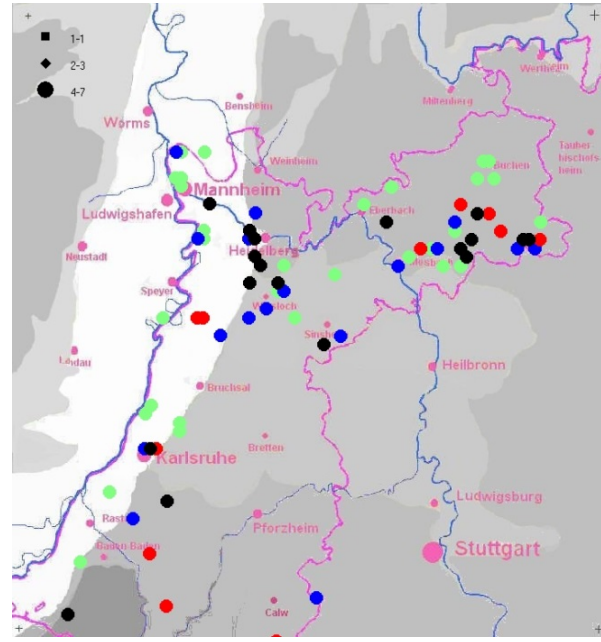 1-1
2-3
4-7
Wertheim
Bensheim
Miltenberg
Worms
Tauber
bischofs
heim
Buchen
Weinheim
Mannheim
Ludwigshafen
Eberbach
Heidelberg
Neustadt
Speyer
Sinsheim
Landau
Heilbronn
Bruchsal
Bretten
Karlsruhe
Ludwigsburg
Pforzheim
Baden-Baden
Stuttgart
Calw